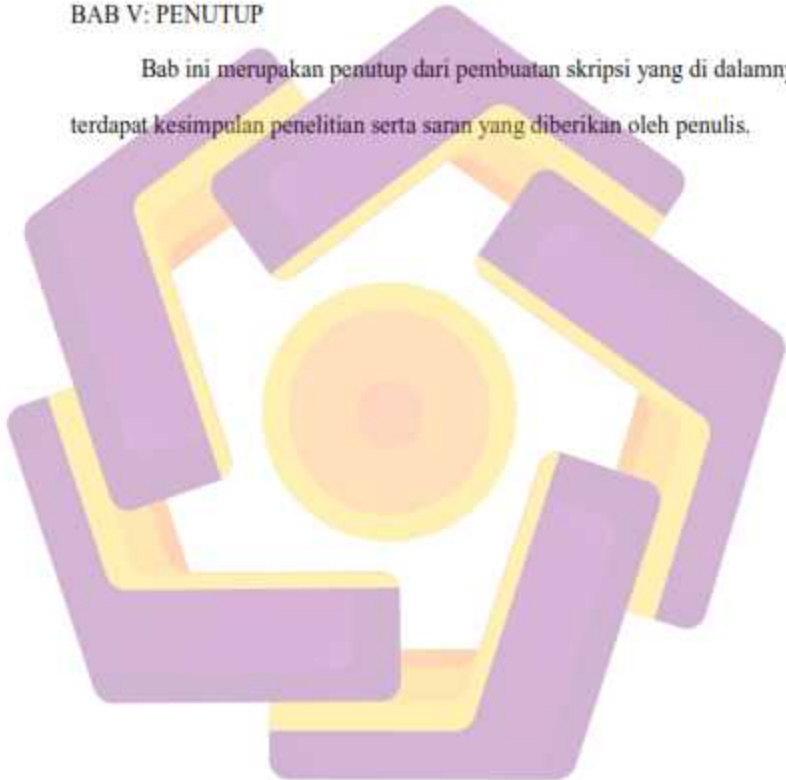 BAB V: PENUTUP
Bab ini merupakan penutup dari pembuatan skripsi yang di
terdapat kesimpulan penelitian serta saran yang diberikan oleh penulis.